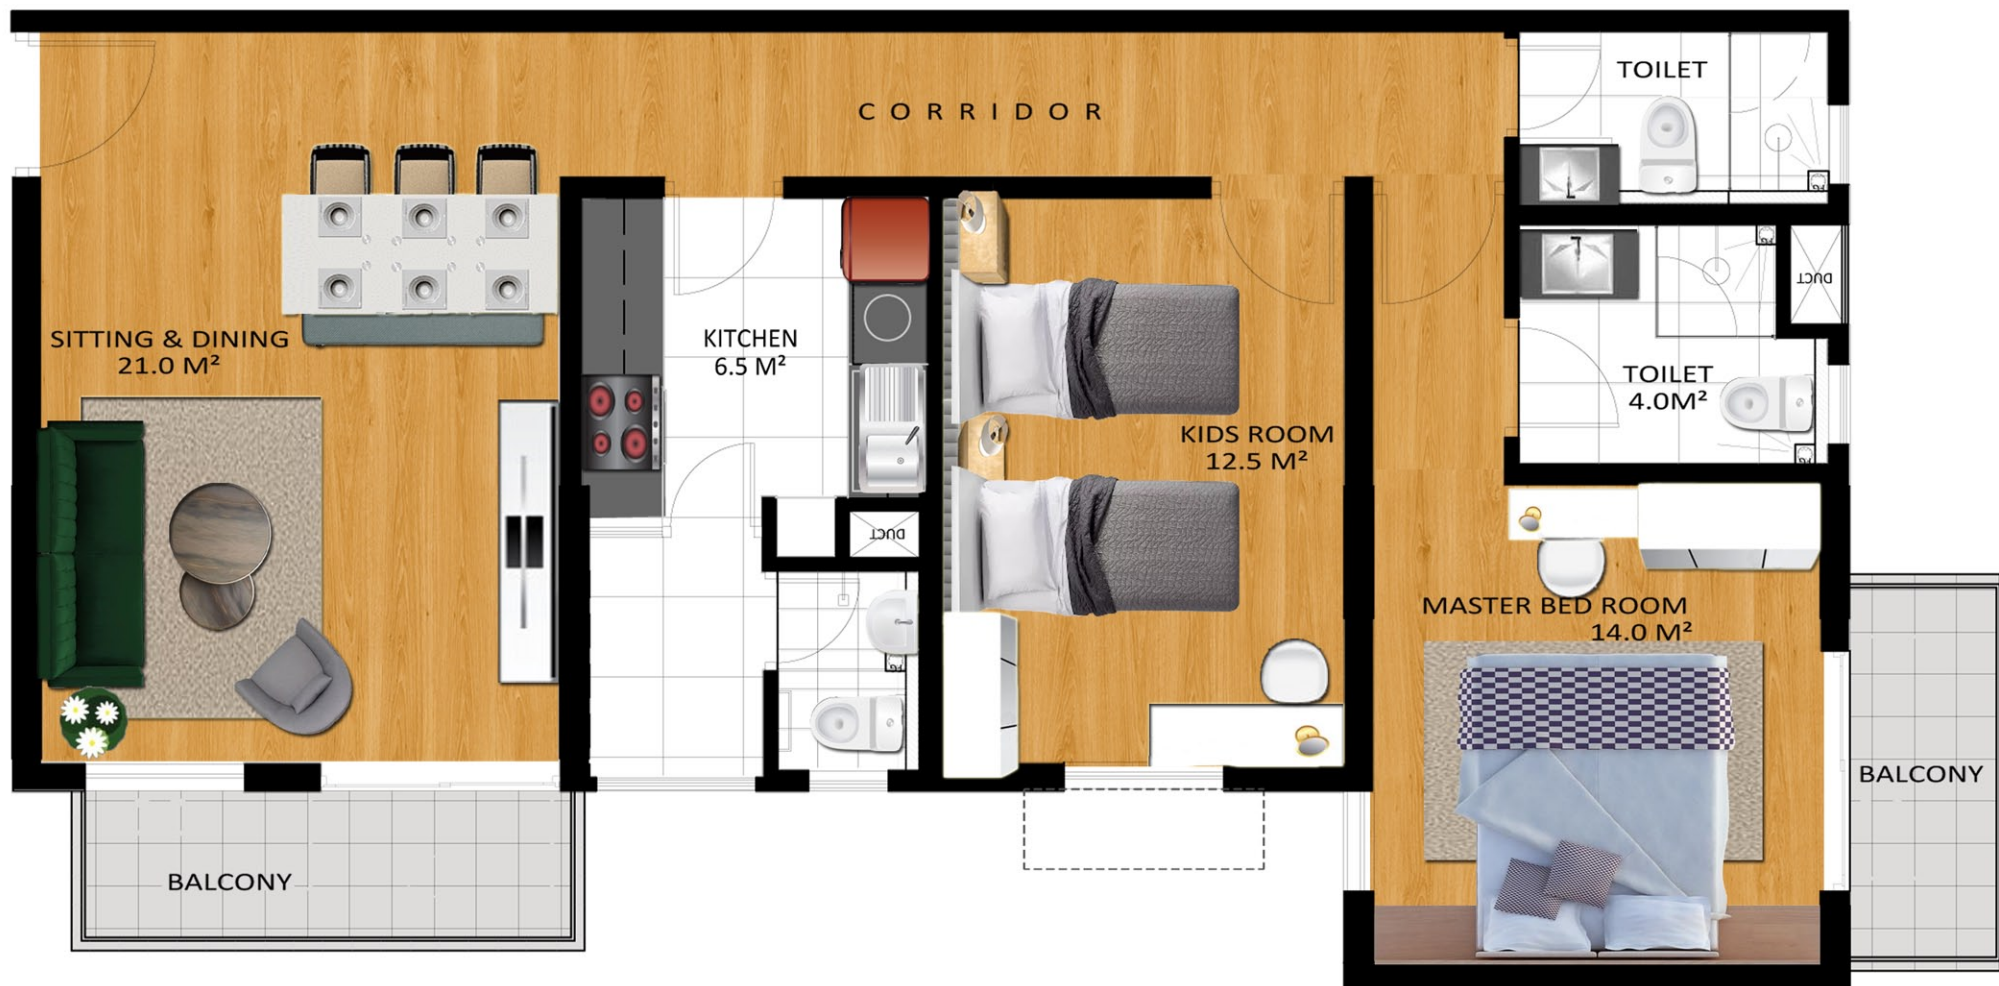 TOILET
C O R R I D O R
DUCT
SITTING & DINING
21.0 M²
KITCHEN
6.5 M²
TOILET
4.0M²
KIDS ROOM
12.5 M²
DUCT
MASTER BED ROOM
14.0 M²
BALCONY
BALCONY